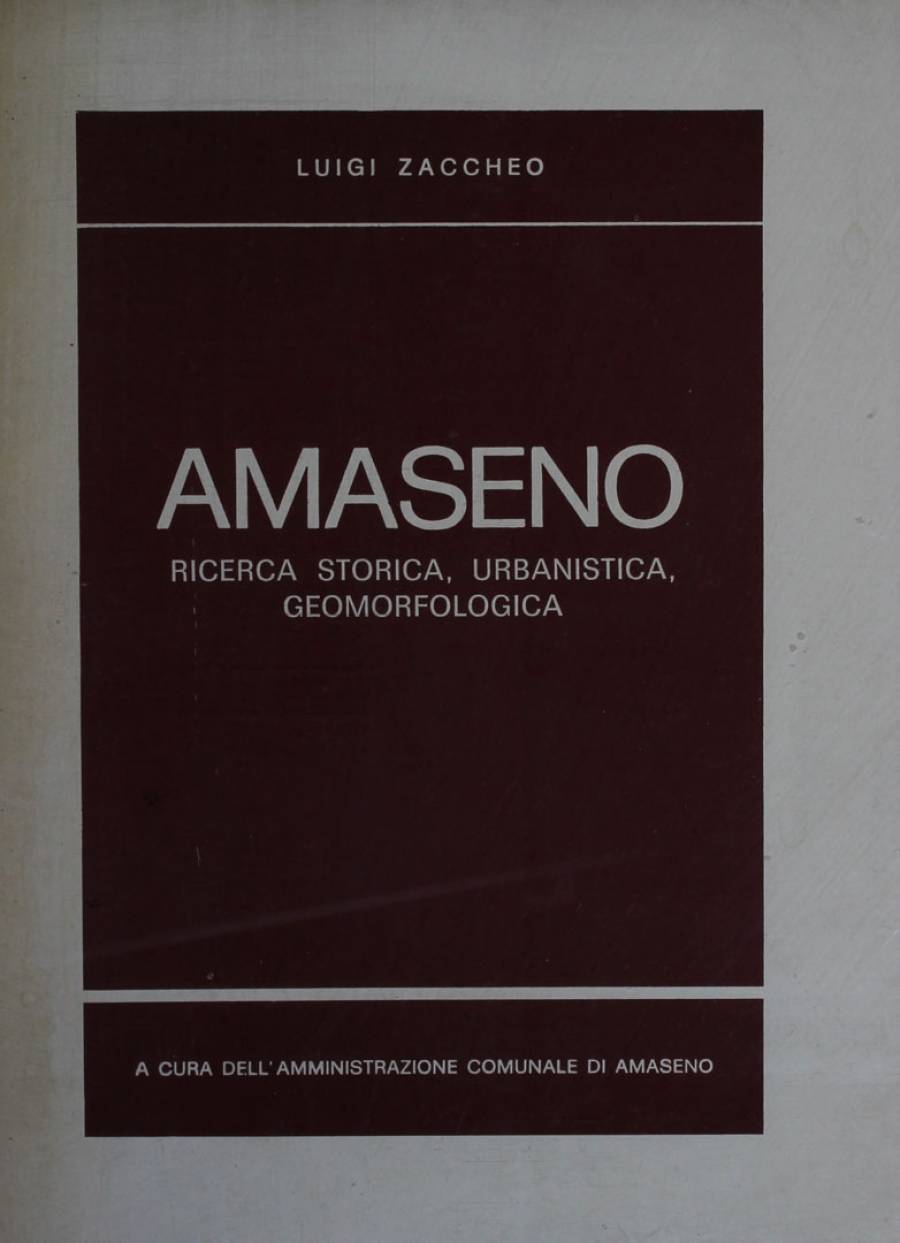 LUIGI ZACCHEO
AMASENO
RICERCA STORICA, URBANISTICA,
GEOMORFOLOGICA
A CURA DELL'AMMINISTRAZIONE COMUNALE DI AMASENO